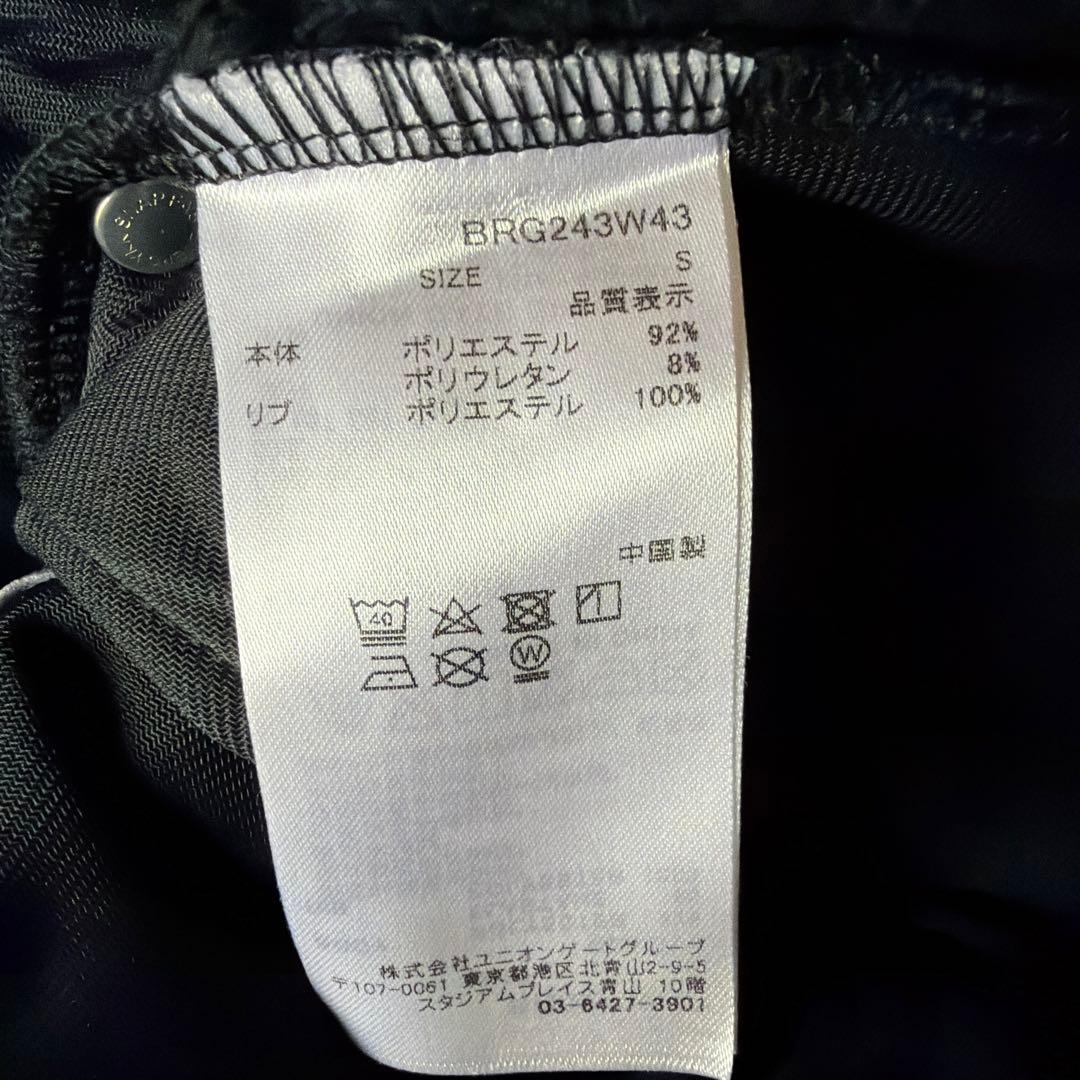 BRG243W43
SIZE S
品質表示
本体 ポリエステル 92%
ポリウレタン 8%
リブ ポリエステル 100%
中国製
40
W
株式会社ユニオンゲートグループ
〒107-0061 東京都港区北青山2-9-5
スタジアムプレイス青山 10階
03-6427-3901